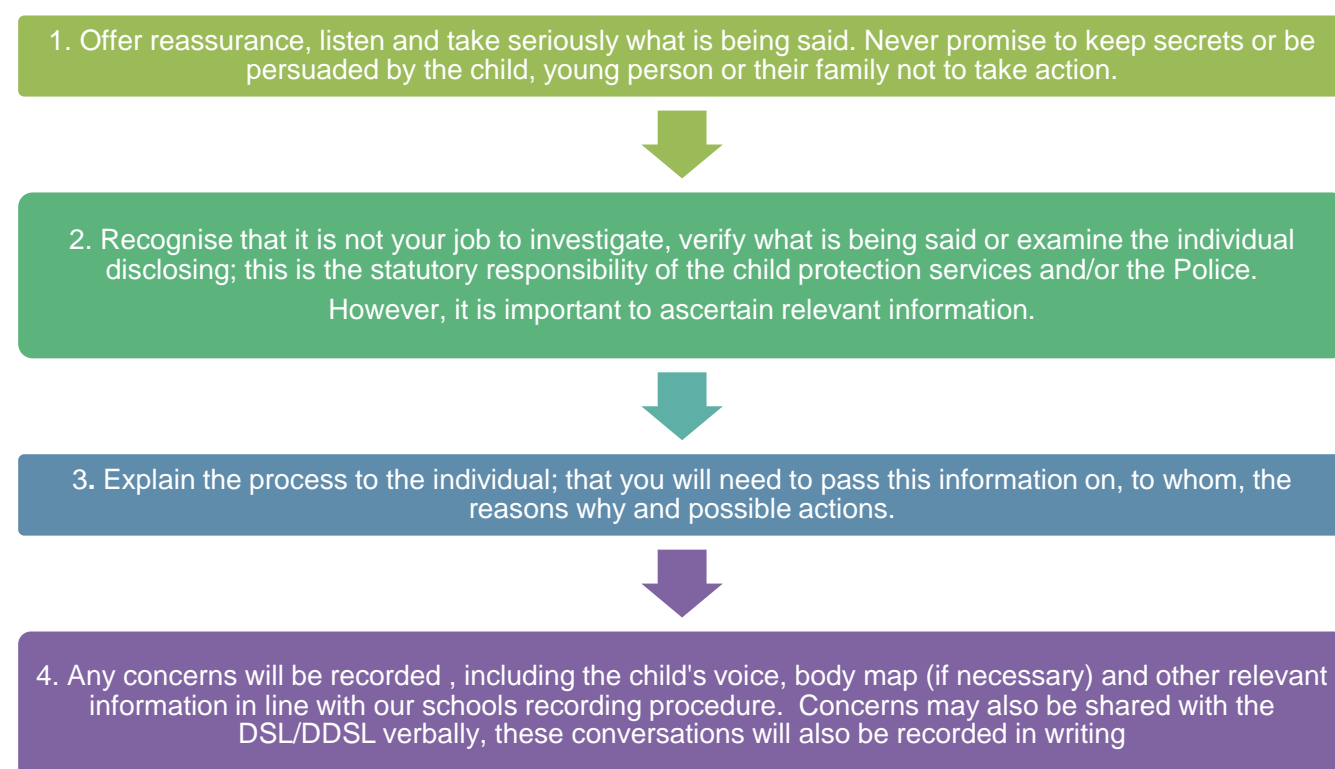 1. Offer reassurance, listen and take seriously what is being said. Never promise to keep secrets or be
persuaded by the child, young person or their family not to take action.
2. Recognise that it is not your job to investigate, verify what is being said or examine the individual
disclosing; this is the statutory responsibility of the child protection services and/or the Police.
However, it is important to ascertain relevant information.
3. Explain the process to the individual; that you will need to pass this information on, to whom, the
reasons why and possible actions.
4. Any concerns will be recorded , including the child's voice, body map (if necessary) and other relevant
information in line with our schools recording procedure.  Concerns may also be shared with the
DSL/DDSL verbally, these conversations will also be recorded in writing